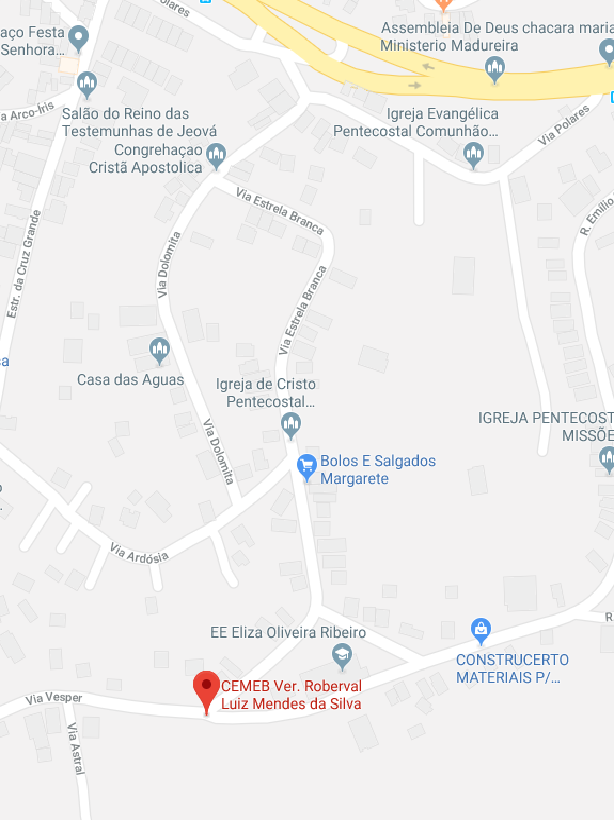 Polares
aço Festa
Senhora...
Assembleia De Deus chacara maria
Ministerio Madureira
a Arco-Íris
Salão do Reino das
Testemunhas de Jeová
Congrehaçao
Cristã Apostolica
Igreja Evangélica
Pentecostal Comunhão...
Via Polares
Via Estrela Branca
R. Emílio
Estr. da Cruz Grande
Via Dolomita
Via Estrela Branca
Casa das Aguas
Igreja de Cristo
Pentecostal...
Via Dolomita
IGREJA PENTECOST
MISSÕE
Bolos E Salgados
Margarete
Via Ardósia
EE Eliza Oliveira Ribeiro
CONSTRUCERTO
MATERIAIS P/...
CEMEB Ver. Roberval
Luiz Mendes da Silva
Via Vesper
Via Astral
R